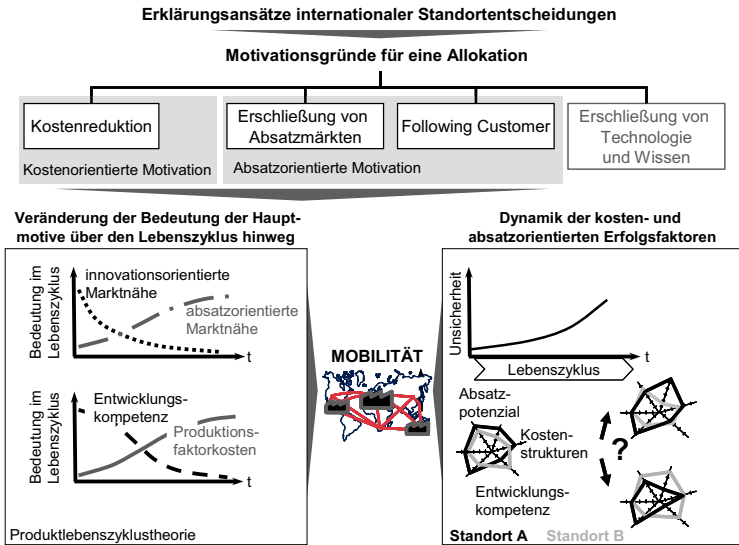 Erklärungsansätze internationaler Standortentscheidungen
Motivationsgründe für eine Allokation
Kostenreduktion
Erschließung von
Absatzmärkten
Following Customer
Erschließung von
Technologie
und Wissen
Kostenorientierte Motivation
Absatzorientierte Motivation
Veränderung der Bedeutung der Haupt-
motive über den Lebenszyklus hinweg
Bedeutung im
Lebenszyklus
innovationsorientierte
Marktnähe
absatzorientierte
Marktnähe
t
Bedeutung im
Lebenszyklus
Entwicklungs-
kompetenz
Produktions-
faktorkosten
t
Produktlebenszyklustheorie
MOBILITÄT
Dynamik der kosten- und
absatzorientierten Erfolgsfaktoren
Unsicherheit
t
Lebenszyklus
Absatz-
potenzial
Kosten-
strukturen
?
Entwicklungs-
kompetenz
Standort A Standort B